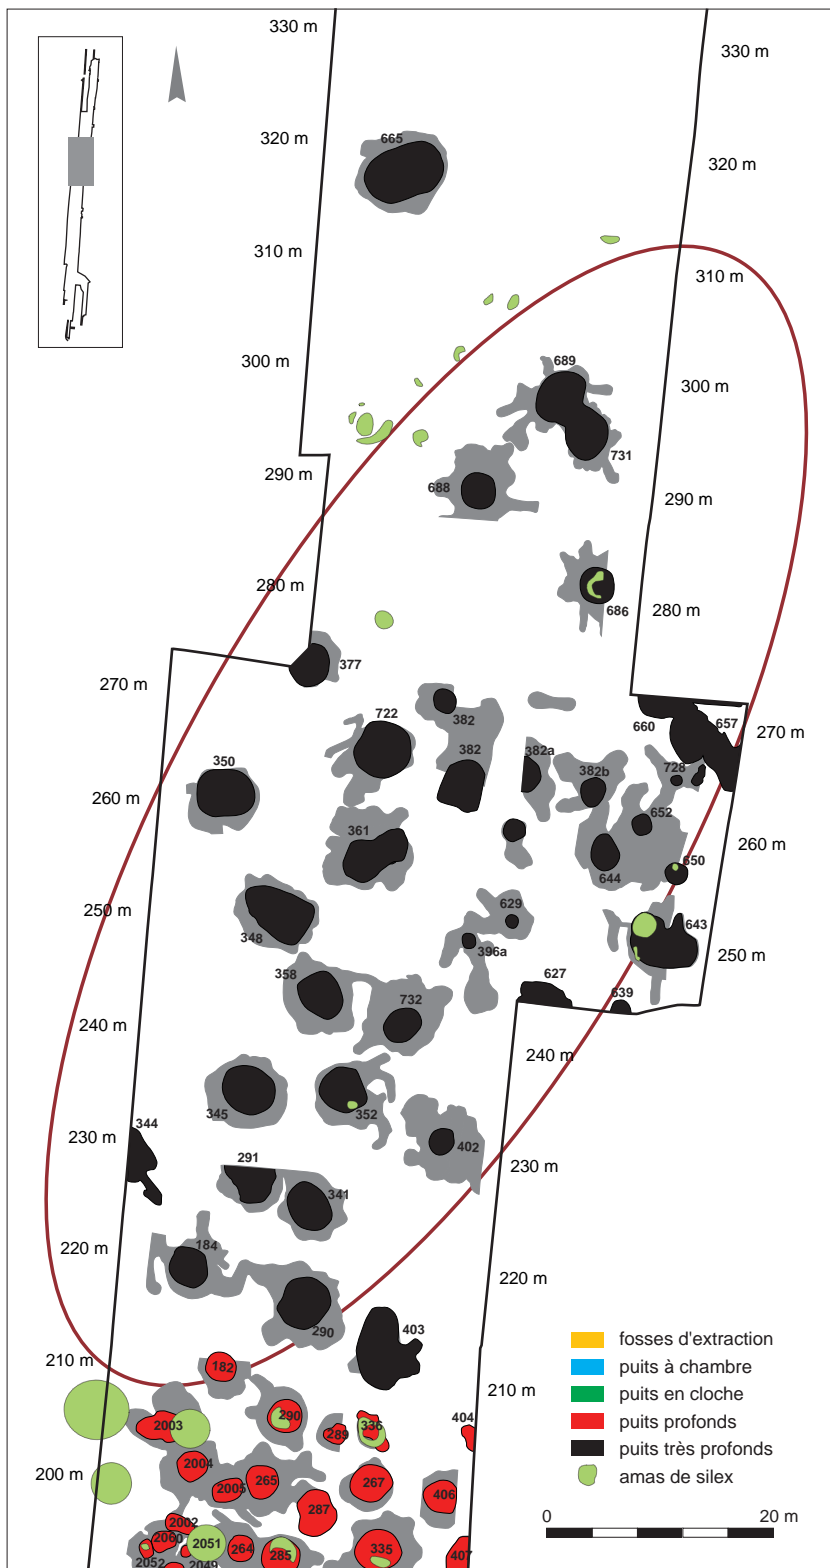 330 m
330 m
320 m
665
320 m
310 m
310 m
300 m
689
300 m
731
290 m
688
290 m
280 m
686
280 m
377
270 m
382
722
660
657
270 m
382
382a
350
382b
728
260 m
652
361
260 m
650
644
250 m
629
643
348
396a
250 m
358
627
732
639
240 m
240 m
345
352
344
230 m
402
291
230 m
341
184
220 m
220 m
290
403
210 m
182
210 m
290
404
2003
289
336
2004
200 m
2005
265
267
406
287
2002
2060
2051
264
285
335
407
2052
2049
fosses d'extraction
puits à chambre
puits en cloche
puits profonds
puits très profonds
amas de silex
0
20 m